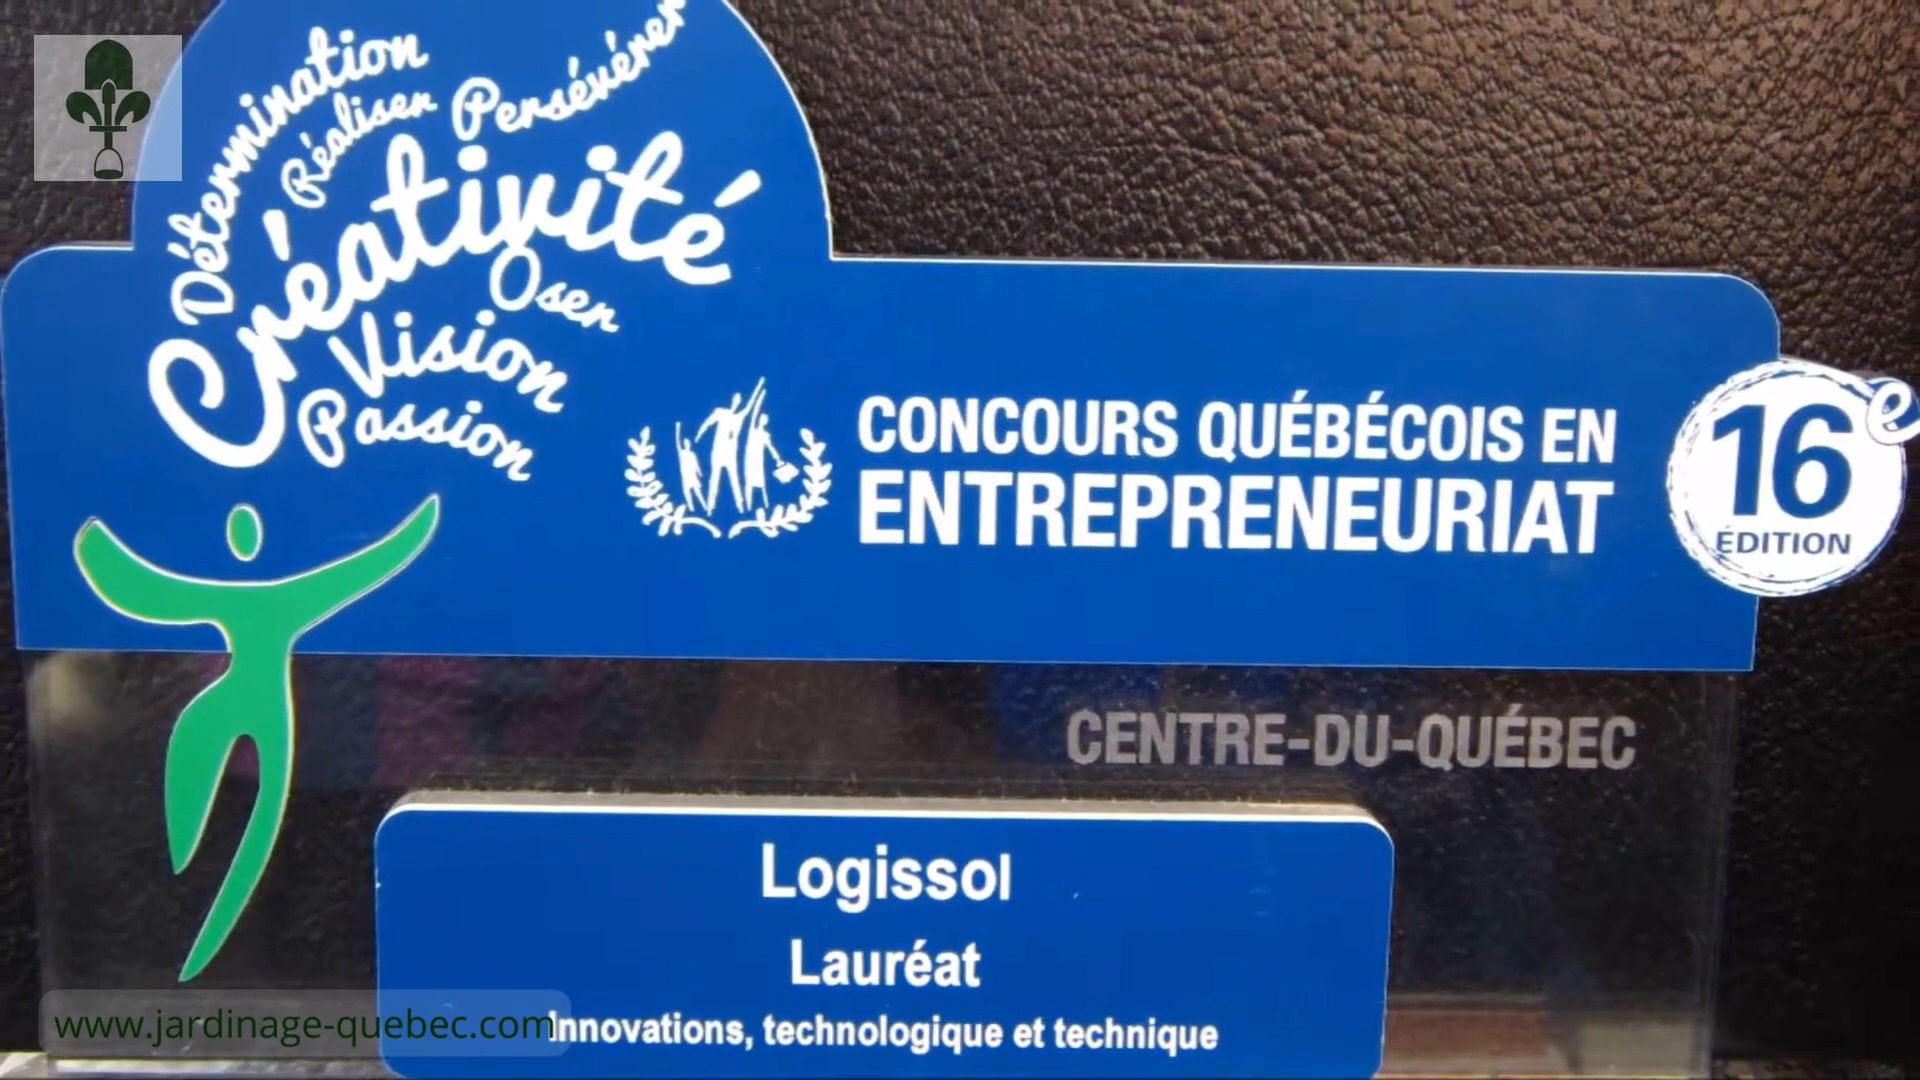 Détermination
Réaliser
Persévérer
Créativité
Oser
Vision
Passion
CONCOURS QUÉBÉCOIS EN
ENTREPRENEURIAT
16e
ÉDITION
CENTRE-DU-QUÉBEC
Logissol
Lauréat
Innovations, technologique et technique
www.jardinage-quebec.com